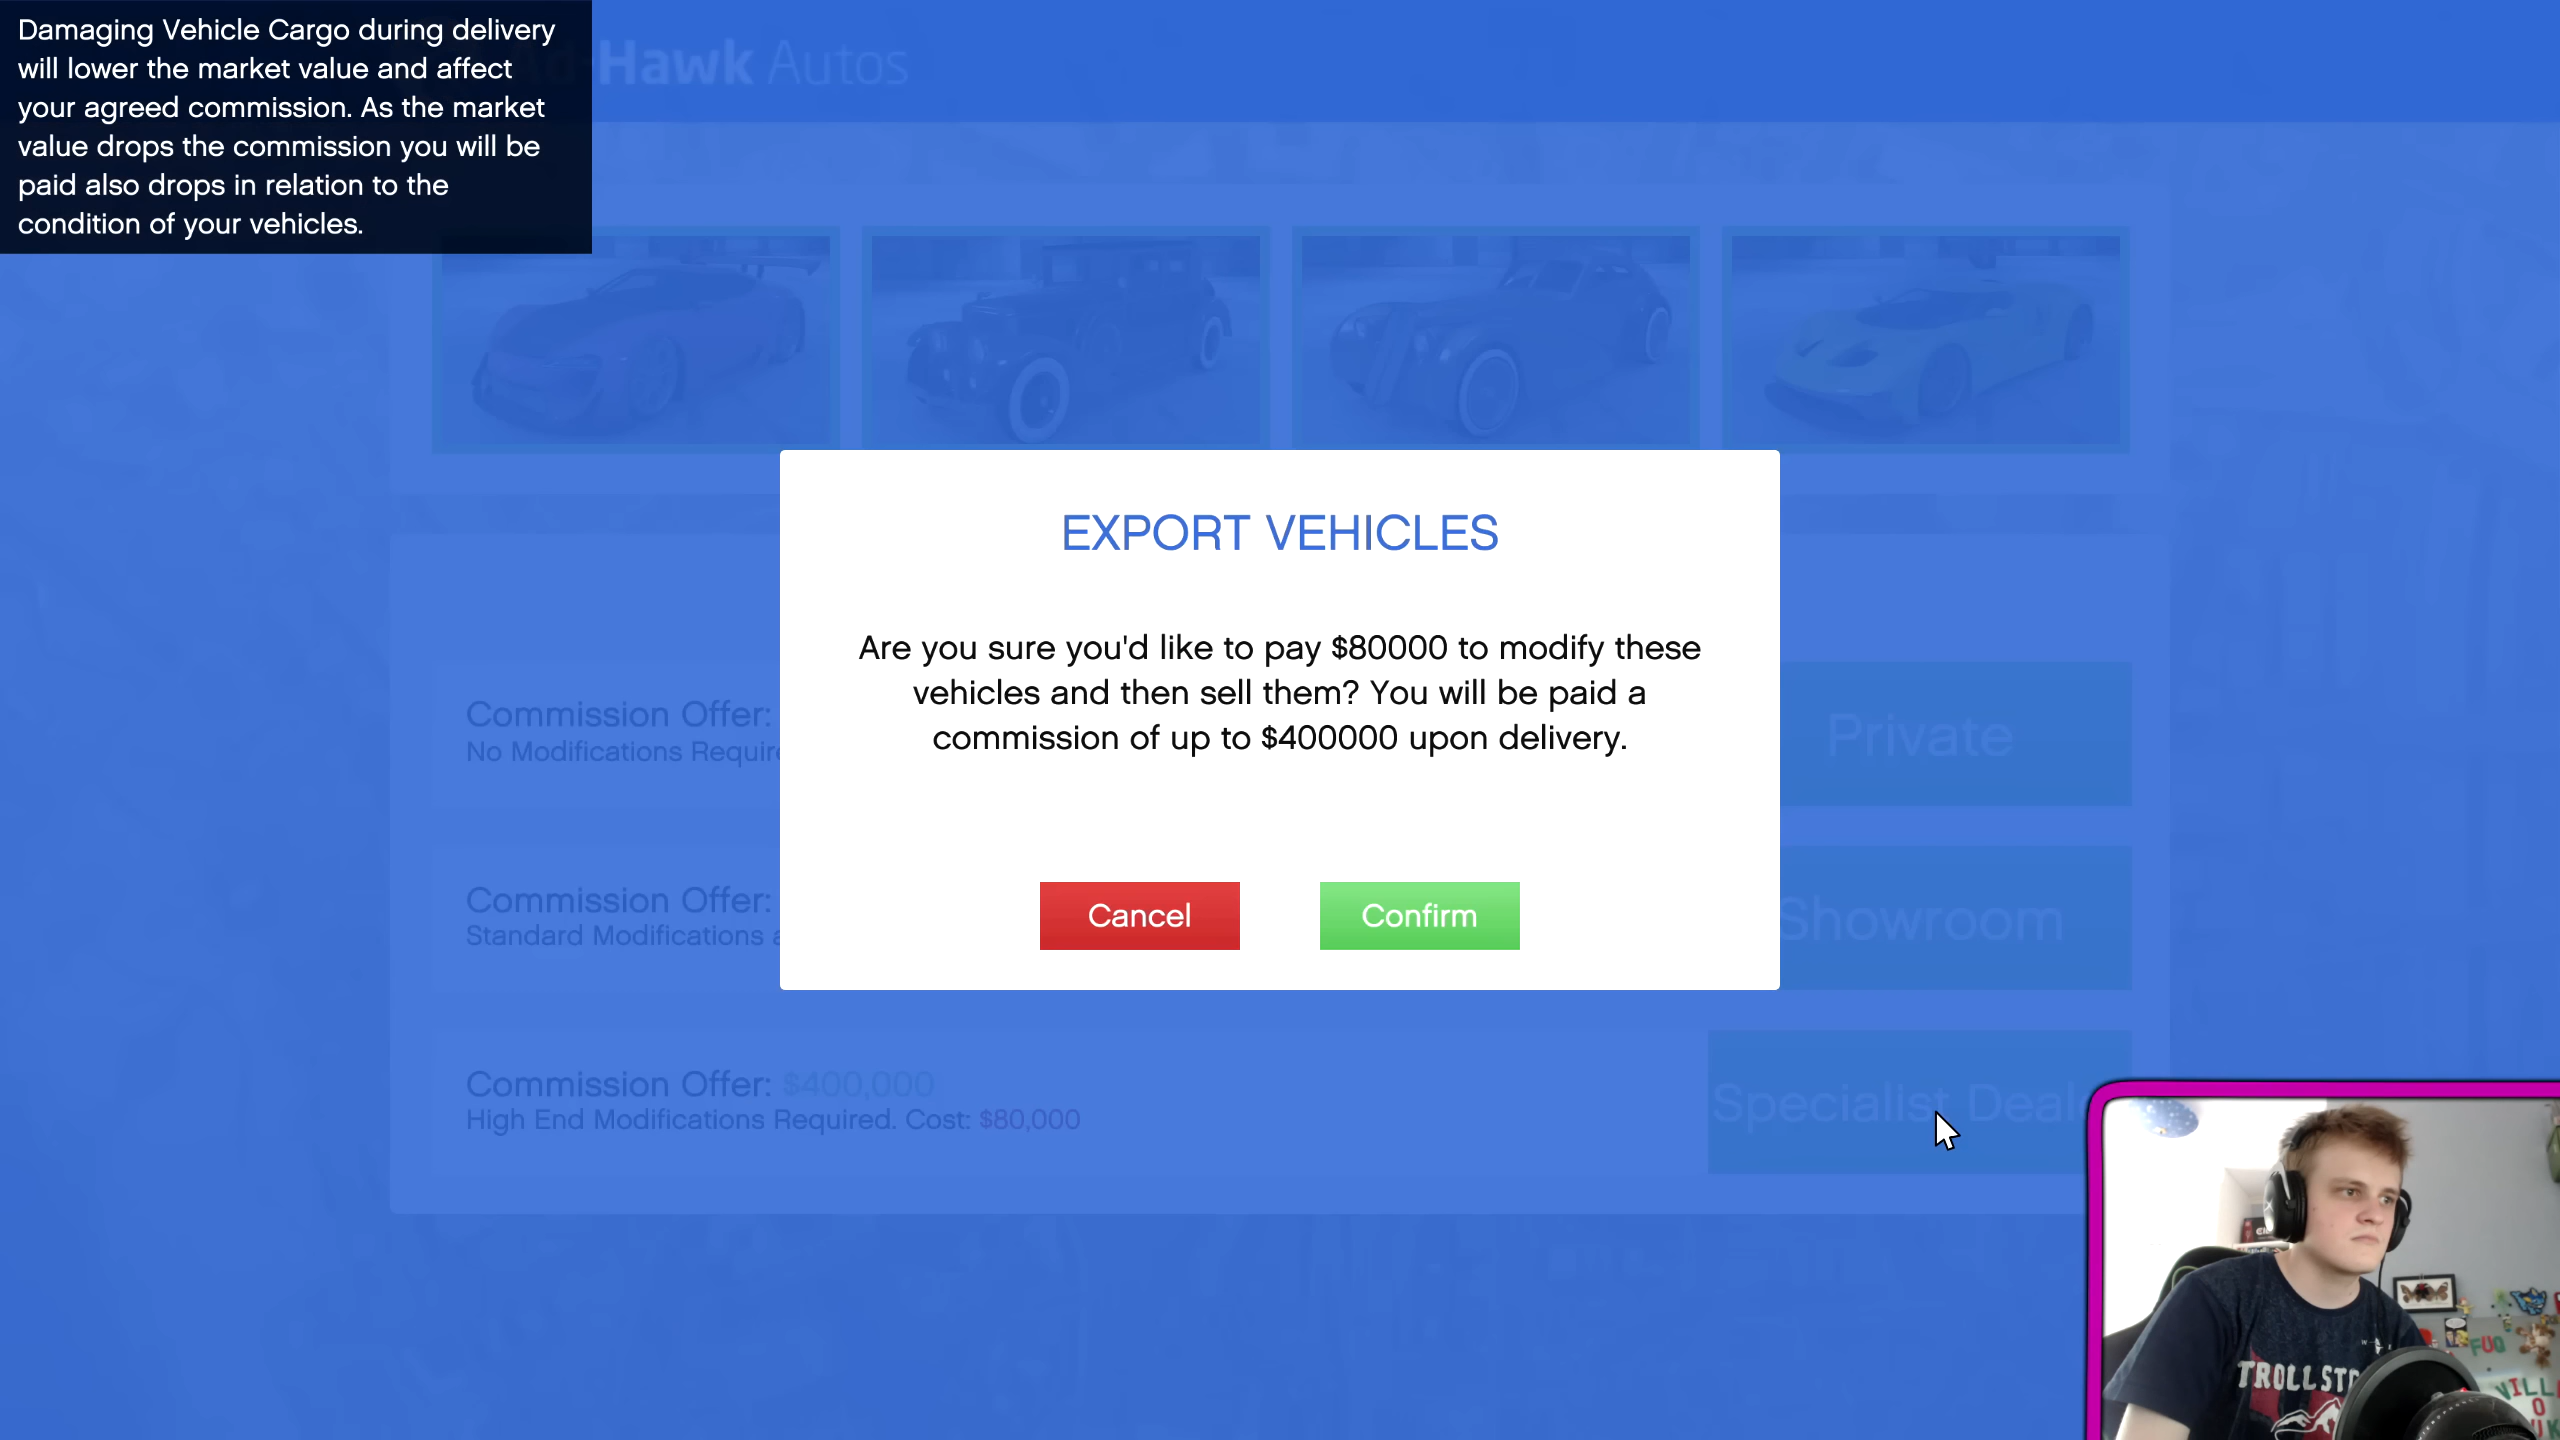 Damaging Vehicle Cargo during delivery
will lower the market value and affect
your agreed commission. As the market
value drops the commission you will be
paid also drops in relation to the
condition of your vehicles.
Hawk Autos
EXPORT VEHICLES
Are you sure you'd like to pay $80000 to modify these
vehicles and then sell them? You will be paid a
commission of up to $400000 upon delivery.
Cancel
Confirm
Commission Offer:
No Modifications
Private
Commission Offer:
Standard Modifications
Showroom
Commission Offer: $400,000
High End Modifications Required. Cost: $80,000
Specialist Deal
TROLL